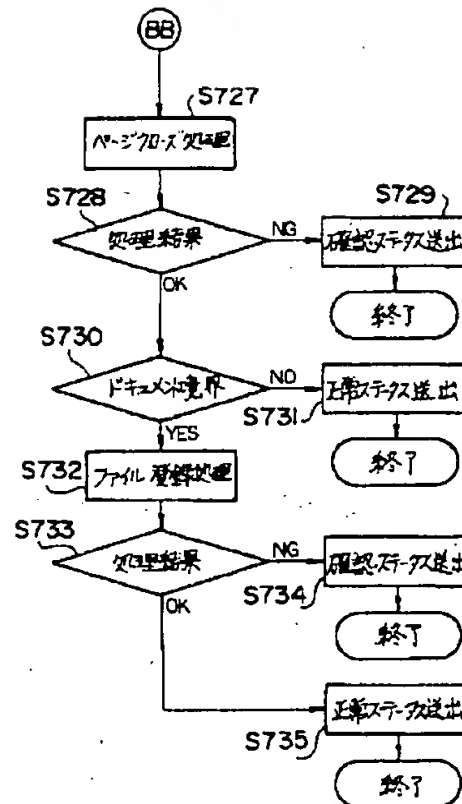 BB
S727
ページクローズ処理
S728
処理結果
NG
S729
確認ステータス送出
終了
OK
S730
ドキュメント境界
NO
S731
正常ステータス送出
終了
YES
S732
ファイル登録処理
S733
処理結果
NG
S734
確認ステータス送出
終了
OK
S735
正常ステータス送出
終了